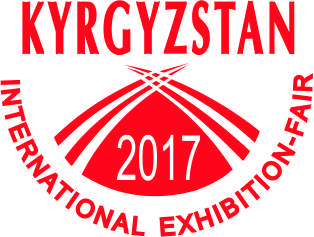 KYRGYZSTAN
2017
INTERNATIONAL EXHIBITION-FAIR